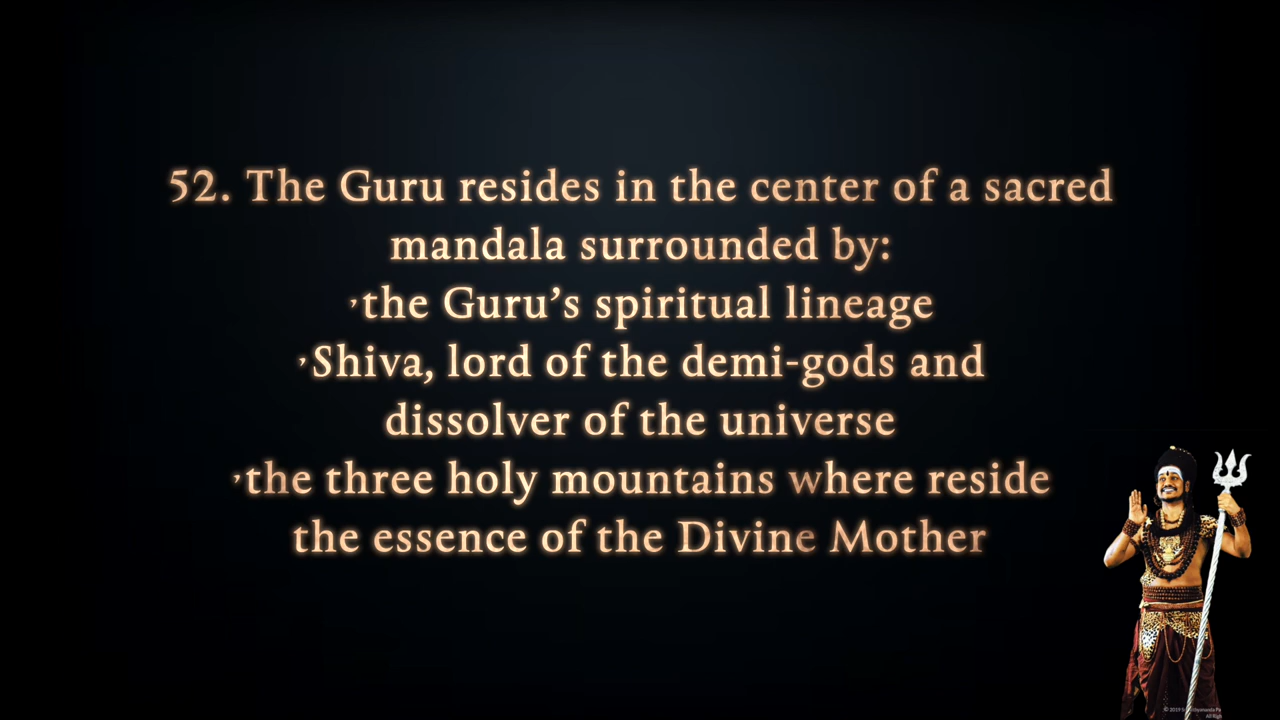 52. The Guru resides in the center of a sacred
mandala surrounded by:
the Guru’s spiritual lineage
Shiva, lord of the demi-gods and
dissolver of the universe
the three holy mountains where reside
the essence of the Divine Mother
© 2019